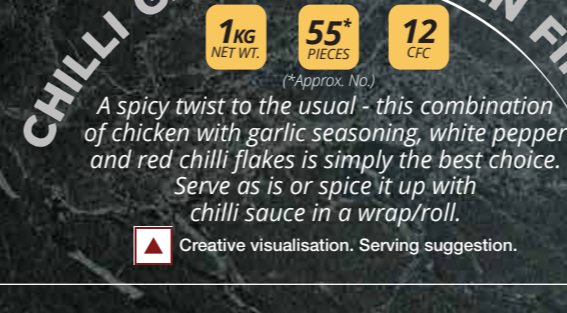 CHILLI
1KG
NET WT.
55*
PIECES
12
CFC
(*Approx. No.)
A spicy twist to the usual - this combination
of chicken with garlic seasoning, white pepper
and red chilli flakes is simply the best choice.
Serve as is or spice it up with
chilli sauce in a wrap/roll.
Creative visualisation. Serving suggestion.